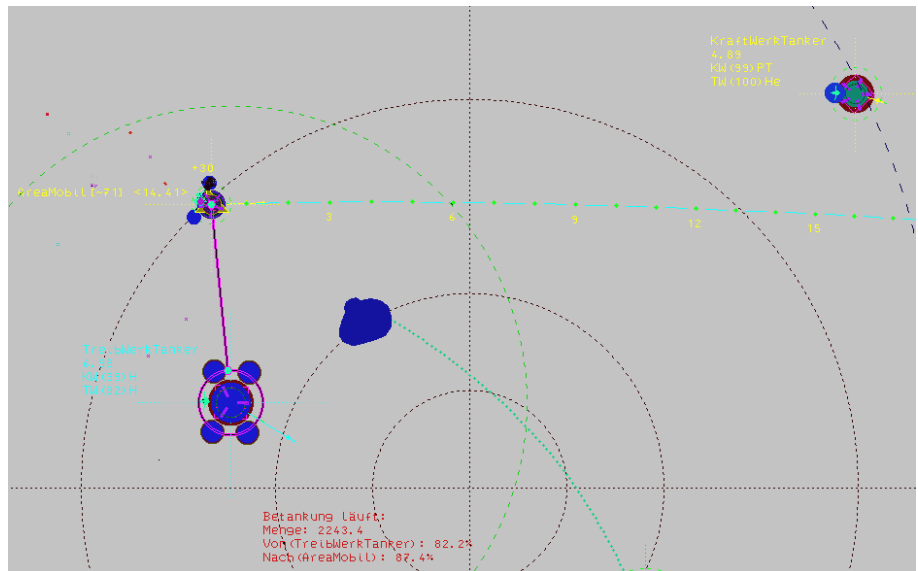 KraftWerkTanker
4.09
KW(99)PT
TW(100)He
+30
AreaMobil[-71] <14.41>
3
6
9
12
15
TreibWerkTanker
Betankung läuft:
Menge: 2243.4
Von(TreibWerkTanker): 82.2%
Nach(AreaMobil): 87.4%